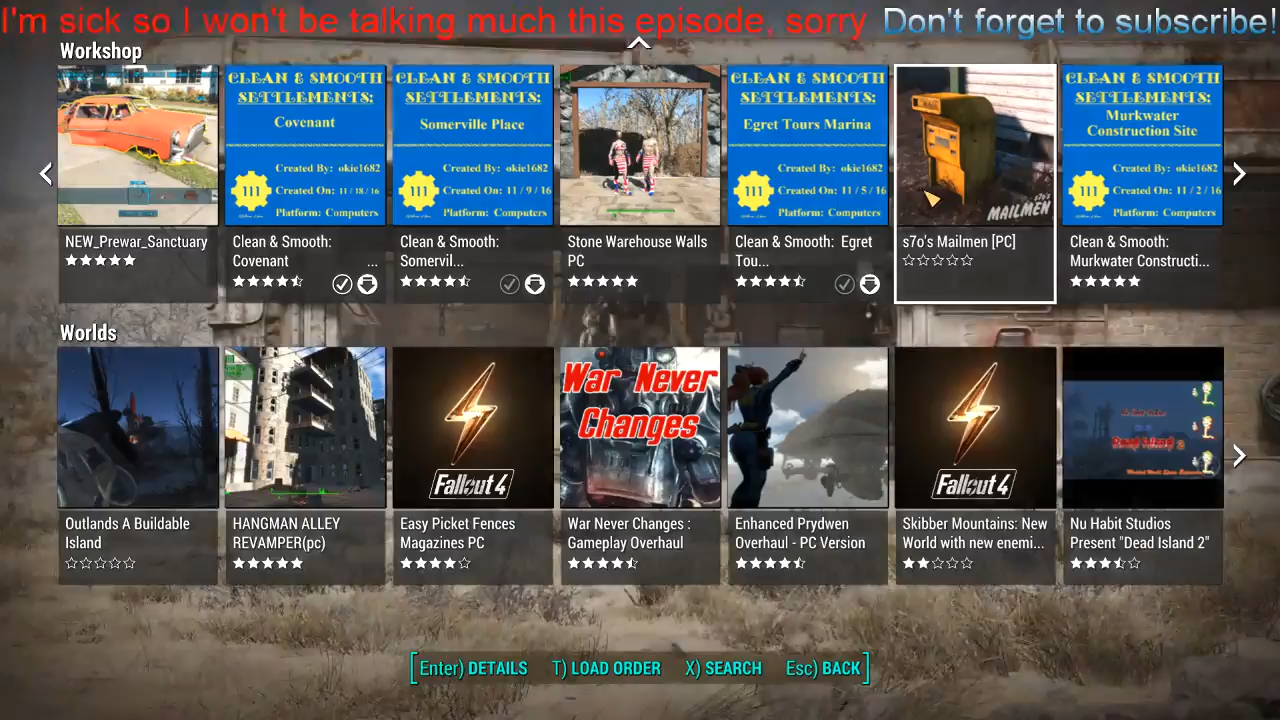 I'm sick so I won't be talking much this episode, sorry Don't forget to subscribe!
Workshop
CLEAN & SMOOTH
SETTLEMENTS:
Covenant
Created By: okie1682
111
Created On: 11/18/16
Platform: Computers
CLEAN & SMOOTH
SETTLEMENTS:
Somerville Place
Created By: okie1682
111
Created On: 11/9/16
Platform: Computers
CLEAN & SMOOTH
SETTLEMENTS:
Egret Tours Marina
Created By: okie1682
111
Created On: 11/5/16
Platform: Computers
s7o's
MAILMEN
CLEAN & SMOOTH
SETTLEMENTS:
Murkwater
Construction Site
Created By: okie1682
111
Created On: 11/2/16
Platform: Computers
NEW_Prewar_Sanctuary
Clean & Smooth:
Covenant ...
Clean & Smooth:
Somervil...
Stone Warehouse Walls
PC
Clean & Smooth: Egret
Tou...
s7o's Mailmen [PC]
Clean & Smooth:
Murkwater Constructi...
Worlds
Fallout 4
War Never
Changes
Fallout 4
Outlands A Buildable
Island
HANGMAN ALLEY
REVAMPER(pc)
Easy Picket Fences
Magazines PC
War Never Changes :
Gameplay Overhaul
Enhanced Prydwen
Overhaul - PC Version
Skibber Mountains: New
World with new enemi...
Nu Habit Studios
Present "Dead Island 2"
[Enter) DETAILS T) LOAD ORDER X) SEARCH Esc) BACK]